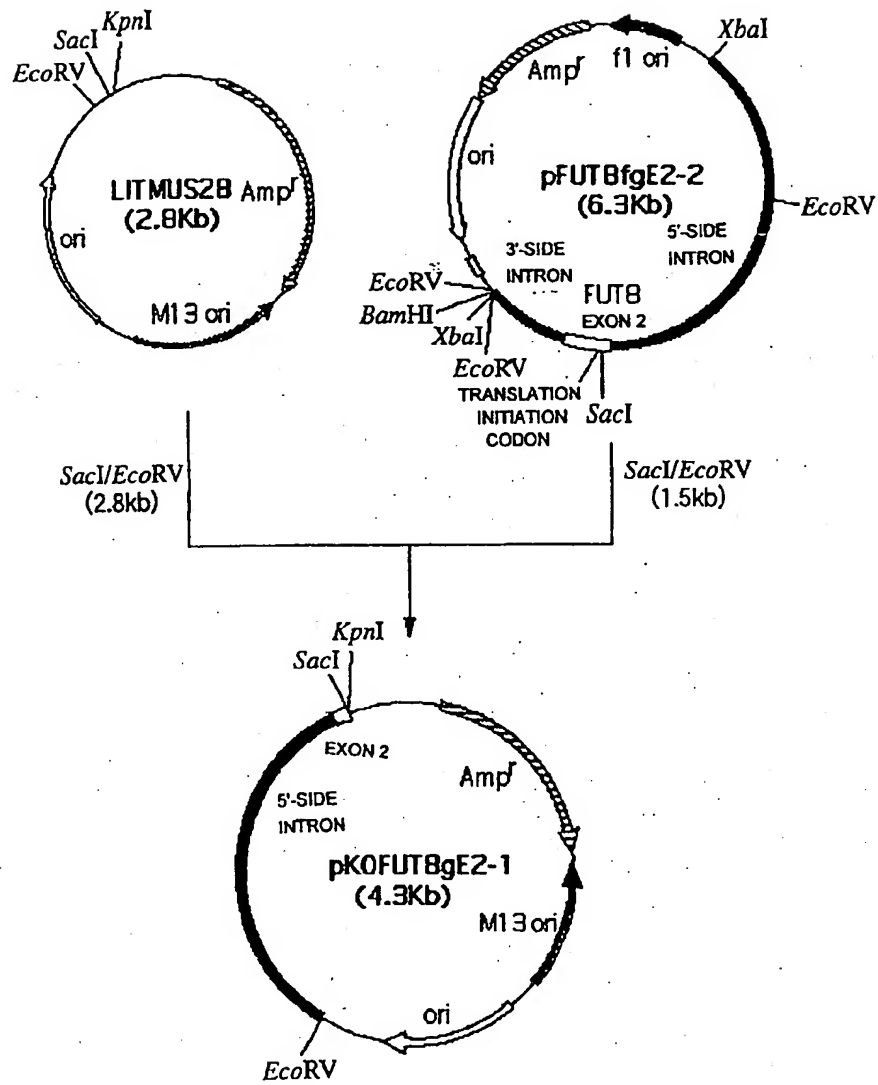 KpnI
SacI
EcoRV
LITMUS28
(2.8Kb)
Ampr
ori
M13 ori
XbaI
f1 ori
Ampr
ori
pFUT8fgE2-2
(6.3Kb)
EcoRV
5'-SIDE
INTRON
3'-SIDE
INTRON
FUT8
EXON 2
EcoRV
BamHI
XbaI
EcoRV
TRANSLATION
INITIATION
CODON
SacI
SacI/EcoRV
(2.8kb)
SacI/EcoRV
(1.5kb)
KpnI
SacI
EXON 2
Ampr
5'-SIDE
INTRON
pKOFUT8gE2-1
(4.3Kb)
M13 ori
ori
EcoRV